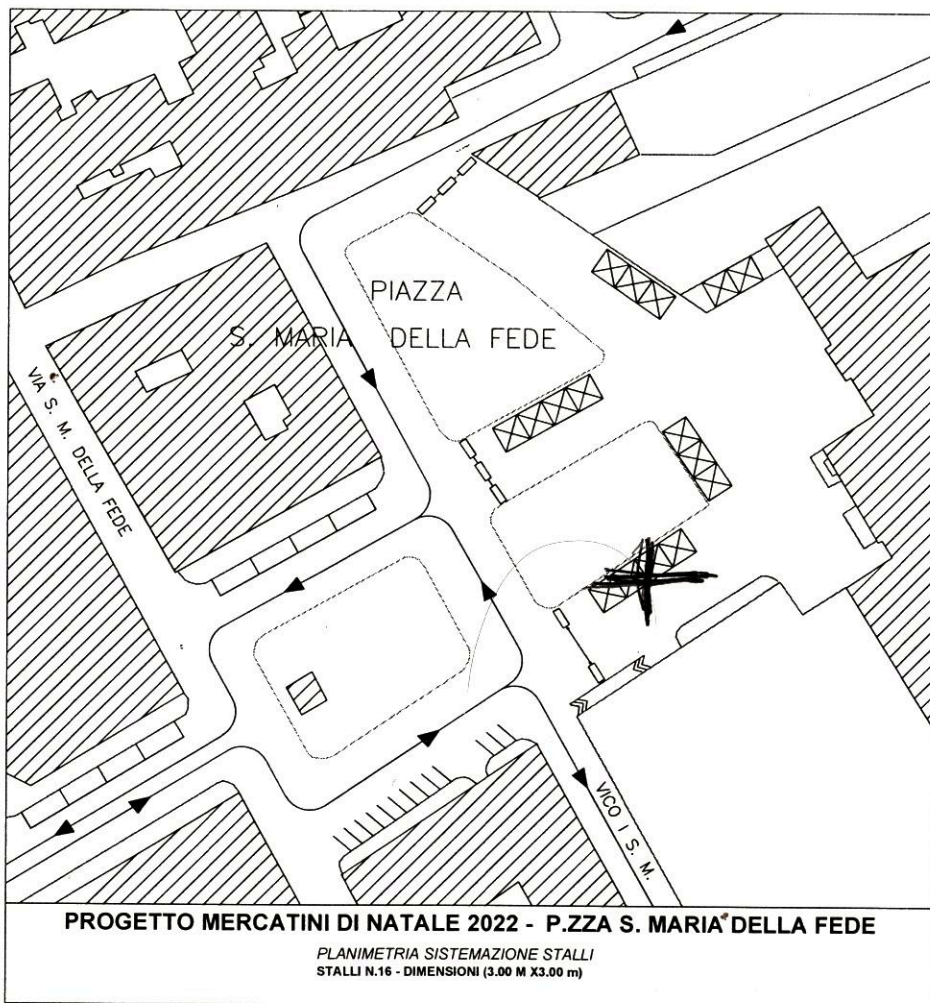 PIAZZA
S. MARIA DELLA FEDE
VIA S. M. DELLA FEDE
VICO I S. M.
PROGETTO MERCATINI DI NATALE 2022 - P.ZZA S. MARIA DELLA FEDE
PLANIMETRIA SISTEMAZIONE STALLI
STALLI N.16 - DIMENSIONI (3.00 M X3.00 m)